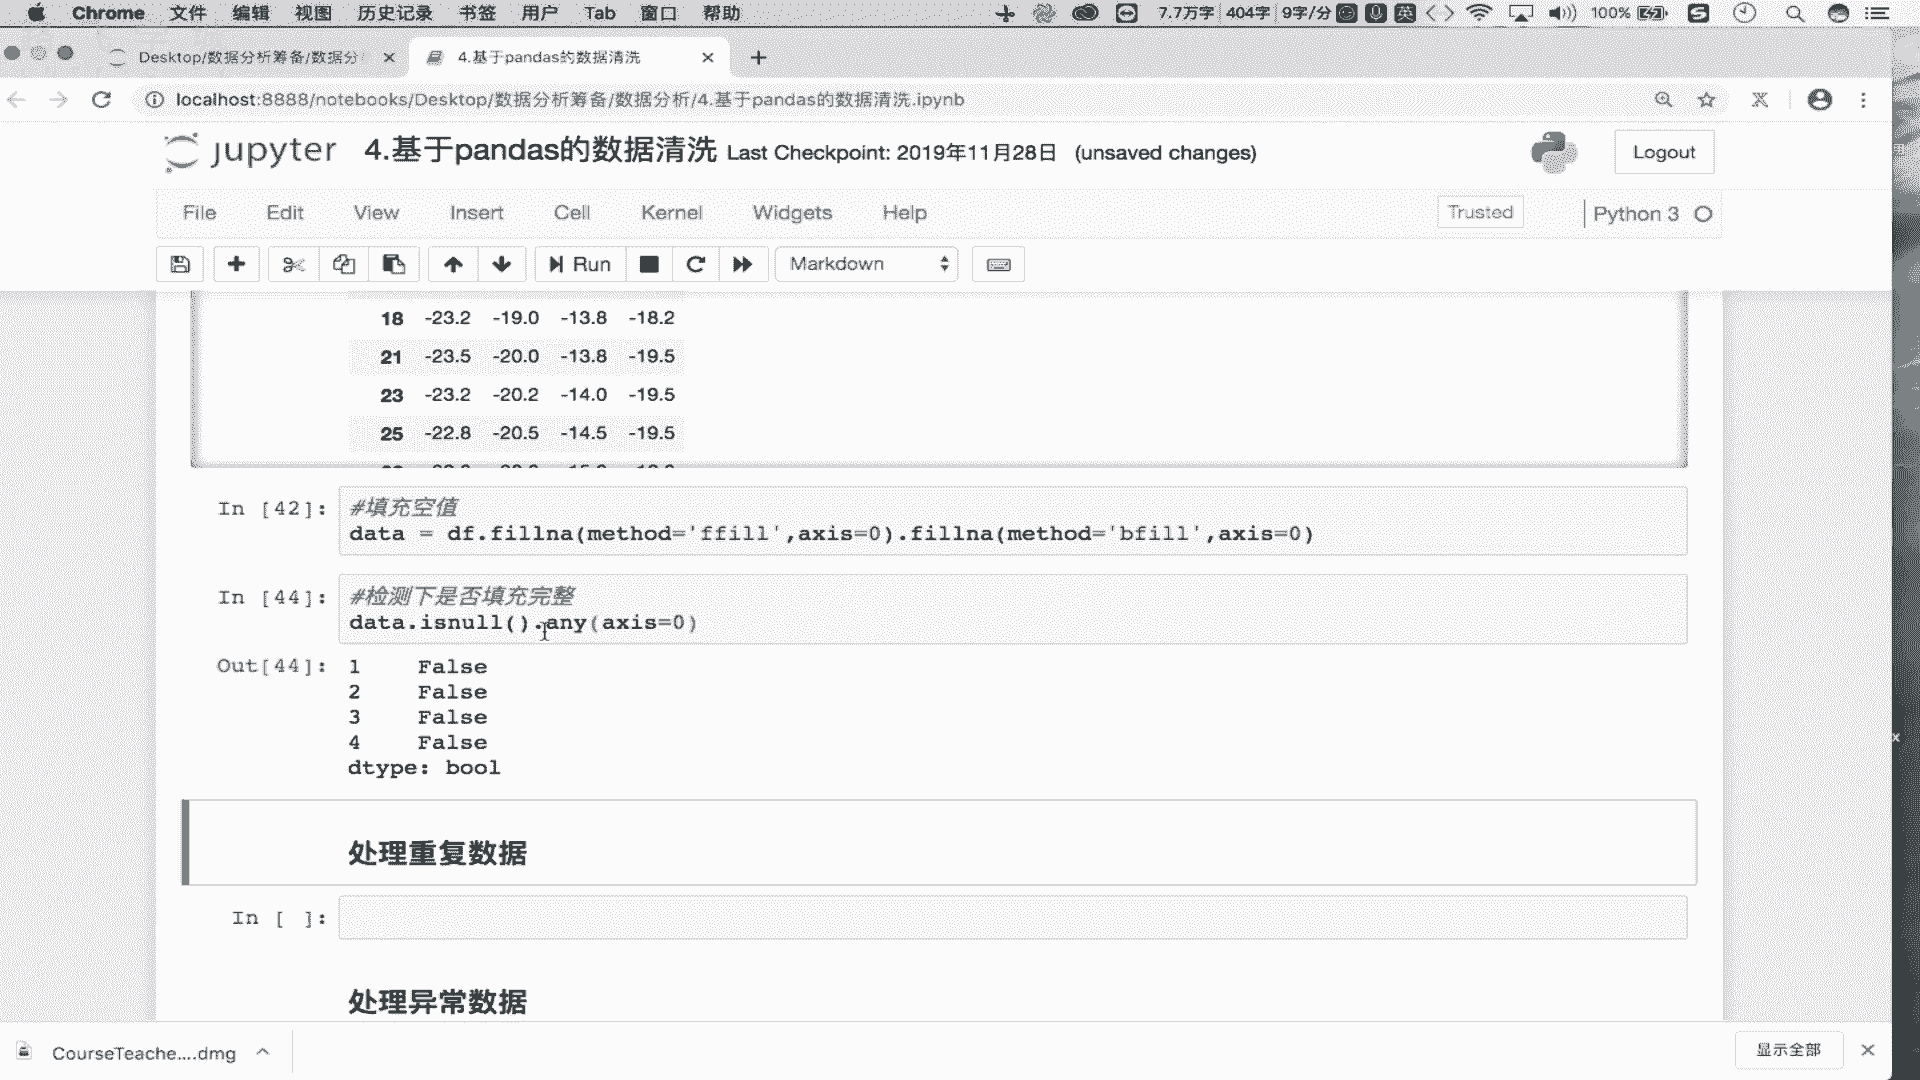 Chrome 文件 编辑 视图 历史记录 书签 用户 Tab 窗口 帮助 7.7万字 404字 9字/分 英 100%
Desktop/数据分析筹备/数据分 4.基于pandas的数据清洗
localhost:8888/notebooks/Desktop/数据分析筹备/数据分析/4.基于pandas的数据清洗.ipynb
jupyter 4.基于pandas的数据清洗 Last Checkpoint: 2019年11月28日 (unsaved changes) Logout
File Edit View Insert Cell Kernel Widgets Help Trusted Python 3
Run Markdown
18 -23.2 -19.0 -13.8 -18.2
21 -23.5 -20.0 -13.8 -19.5
23 -23.2 -20.2 -14.0 -19.5
25 -22.8 -20.5 -14.5 -19.5
In [42]: #填充空值
data = df.fillna(method='ffill',axis=0).fillna(method='bfill',axis=0)
In [44]: #检测下是否填充完整
data.isnull().any(axis=0)
Out[44]: 1 False
2 False
3 False
4 False
dtype: bool
处理重复数据
In [ ]:
处理异常数据
CourseTeache....dmg 显示全部